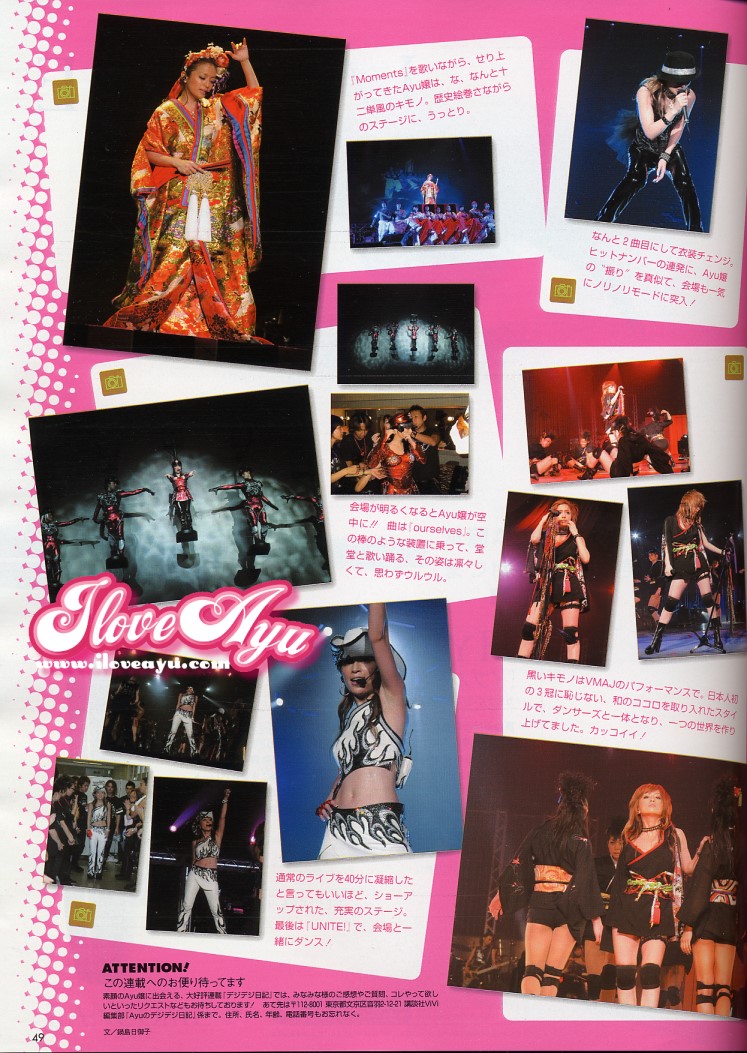 『Moments』を歌いながら、せり上
がってきたAyu嬢は、な、なんと十
二単風のキモノ。歴史絵巻さながら
のステージに、うっとり。
なんと2曲目にして衣装チェンジ。
ヒットナンバーの連発に、Ayu嬢
の“振り”を真似て、会場も一気
にノリノリモードに突入！
会場が明るくなるとAyu嬢が空
中に!! 曲は『ourselves』。こ
の棒のような装置に乗って、堂
堂と歌い踊る、その姿は凛々し
くて、思わずウルウル。
I love Ayu
www.iloveayu.com
黒いキモノはVMAJのパフォーマンスで。日本人初
の3冠に恥じない、和のココロを取り入れたスタイ
ルで、ダンサーズと一体となり、一つの世界を作り
上げてました。カッコイイ！
通常のライブを40分に凝縮した
と言ってもいいほど、ショーア
ップされた、充実のステージ。
最後は『UNITE!』で、会場と一
緒にダンス！
ATTENTION!
この連載へのお便り待ってます
素顔のAyu嬢に出会える、大好評連載『デジデジ日記』では、みなみな様のご感想やご質問、コレやって欲し
いといったリクエストなどもお待ちしております！ あて先は〒112-8001 東京都文京区音羽2-12-21 講談社ViVi
編集部『Ayuのデジデジ日記』係まで。住所、氏名、年齢、電話番号もお忘れなく。
文／鍋島日御子
49